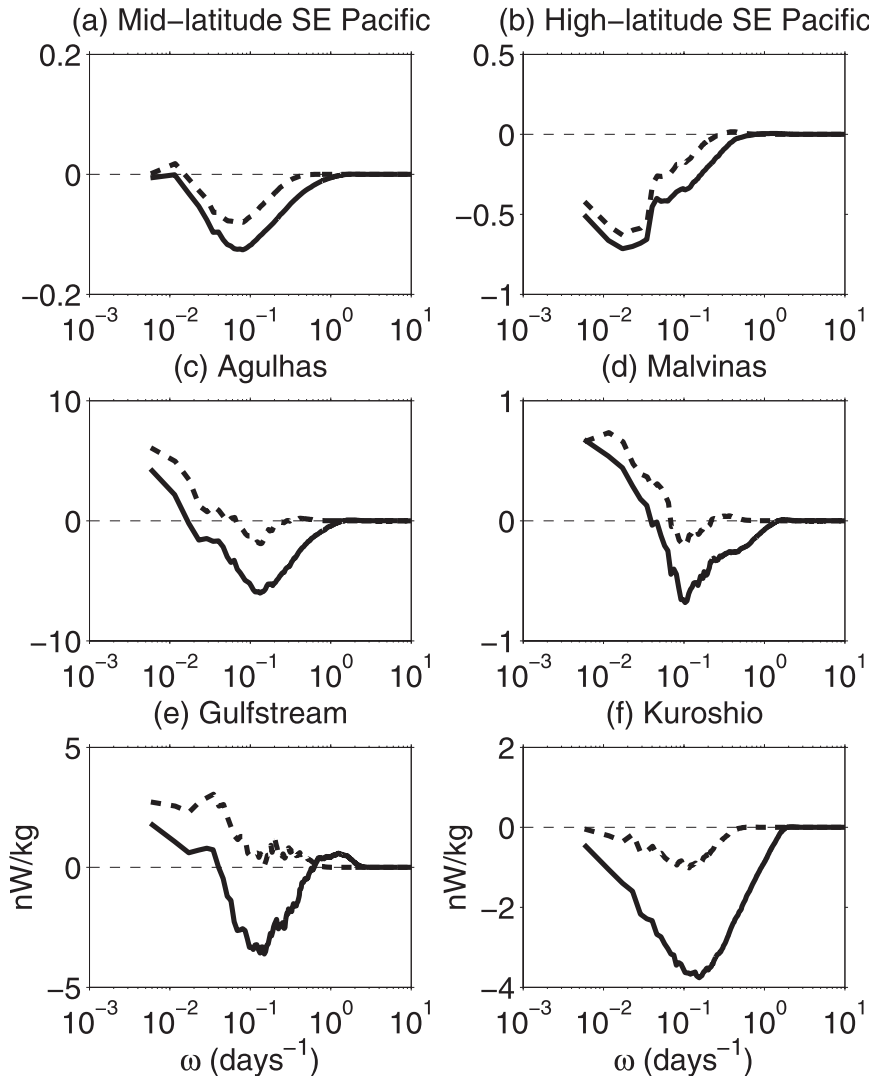 (a) Mid−latitude SE Pacific
0.2
0
−0.2
10⁻³ 10⁻² 10⁻¹ 10⁰ 10¹
(b) High−latitude SE Pacific
0.5
0
−0.5
−1
10⁻³ 10⁻² 10⁻¹ 10⁰ 10¹
(c) Agulhas
10
0
−10
10⁻³ 10⁻² 10⁻¹ 10⁰ 10¹
(d) Malvinas
1
0
−1
10⁻³ 10⁻² 10⁻¹ 10⁰ 10¹
(e) Gulfstream
nW/kg
5
0
−5
10⁻³ 10⁻² 10⁻¹ 10⁰ 10¹
ω (days⁻¹)
(f) Kuroshio
nW/kg
2
0
−2
−4
10⁻³ 10⁻² 10⁻¹ 10⁰ 10¹
ω (days⁻¹)